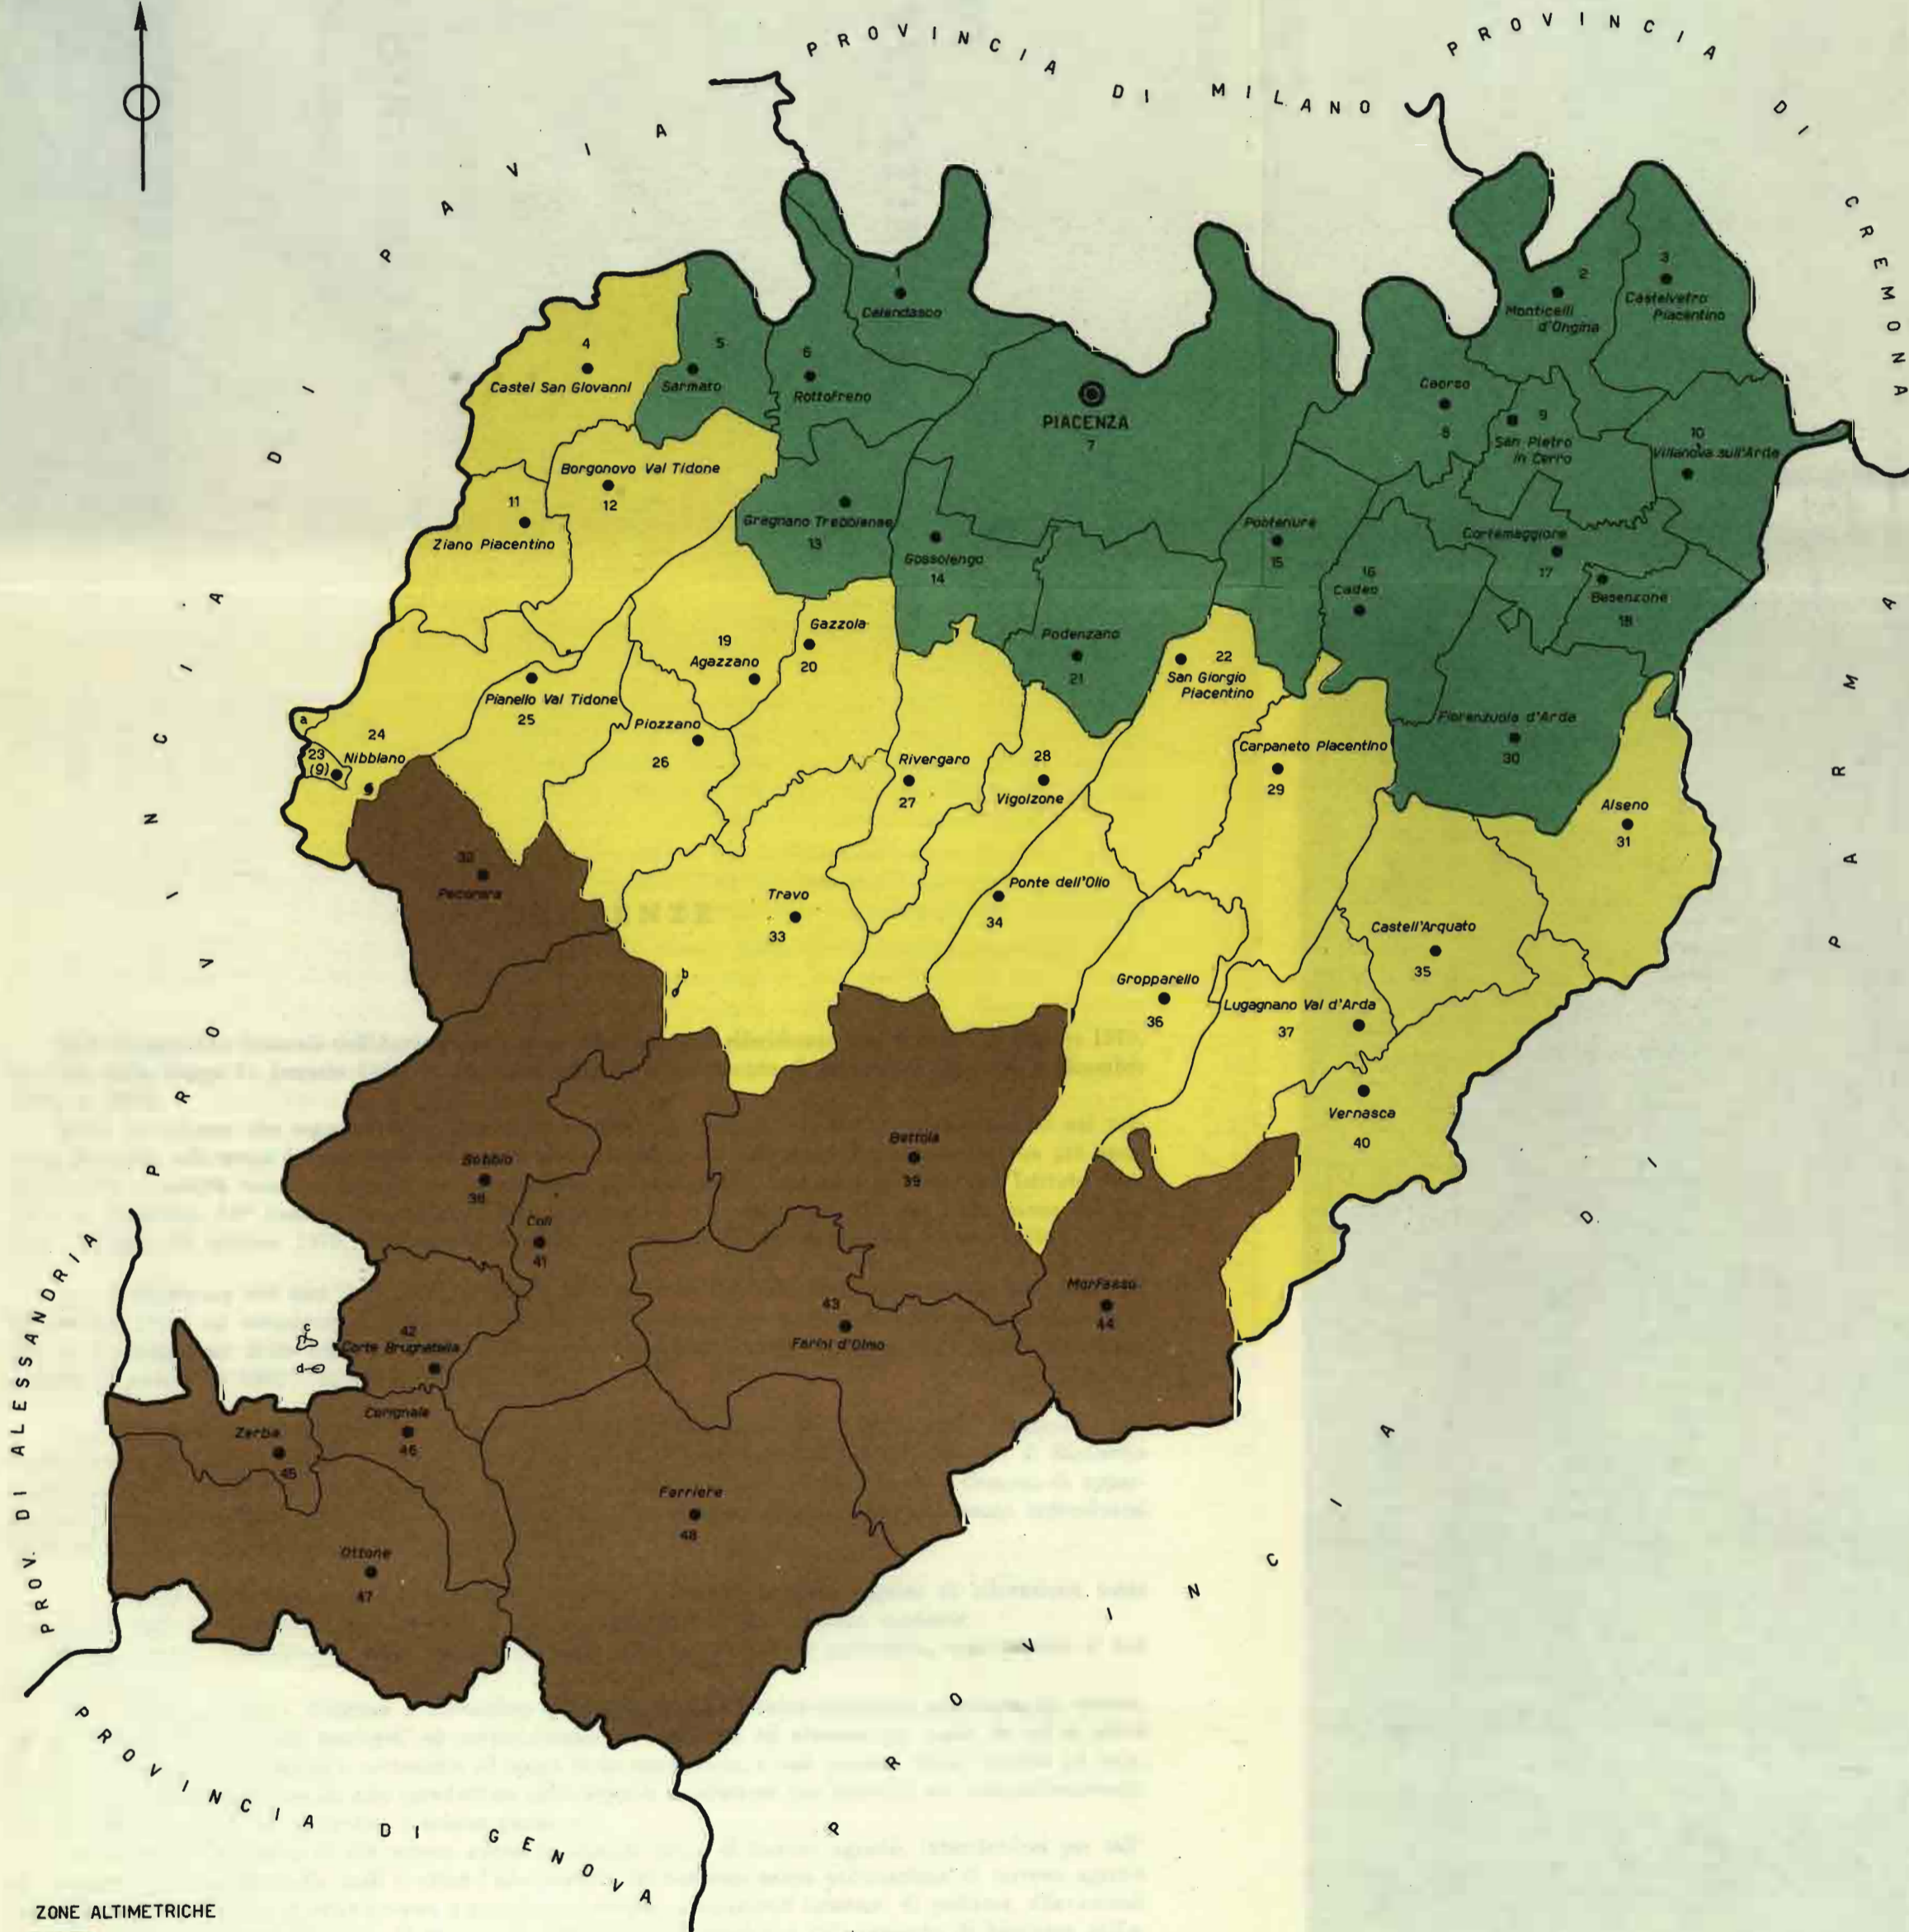 PROVINCIA DI MILANO
PROVINCIA DI CREMONA
PROVINCIA DI PAVIA
PROVINCIA DI PARMA
PROV. DI ALESSANDRIA
PROVINCIA DI GENOVA
1
Calendasco
2
Monticelli
d'Ongina
3
Castelvetro
Piacentino
4
Castel San Giovanni
5
Sarmato
6
Rottofreno
PIACENZA
7
Caorso
8
9
San Pietro
in Cerro
10
Villanova sull'Arda
11
Ziano Piacentino
Borgonovo Val Tidone
12
Gragnano Trebbiense
13
Gossolengo
14
Pontenure
15
16
Cadeo
Cortemaggiore
17
Besenzone
18
19
Agazzano
Gazzola
20
Podenzano
21
22
San Giorgio
Piacentino
a
23
(9)
24
Nibbiano
Pianello Val Tidone
25
Piozzano
26
Rivergaro
27
28
Vigolzone
Carpaneto Piacentino
29
Fiorenzuola d'Arda
30
Alseno
31
32
Pecorara
Travo
33
b
Ponte dell'Olio
34
Castell'Arquato
35
Gropparello
36
Lugagnano Val d'Arda
37
Bobbio
38
Bettola
39
Vernasca
40
Coli
41
42
Corte Brugnatella
c
d
43
Farini d'Olmo
Morfasso
44
Zerba
45
Cerignale
46
Ottone
47
Ferriere
48
ZONE ALTIMETRICHE